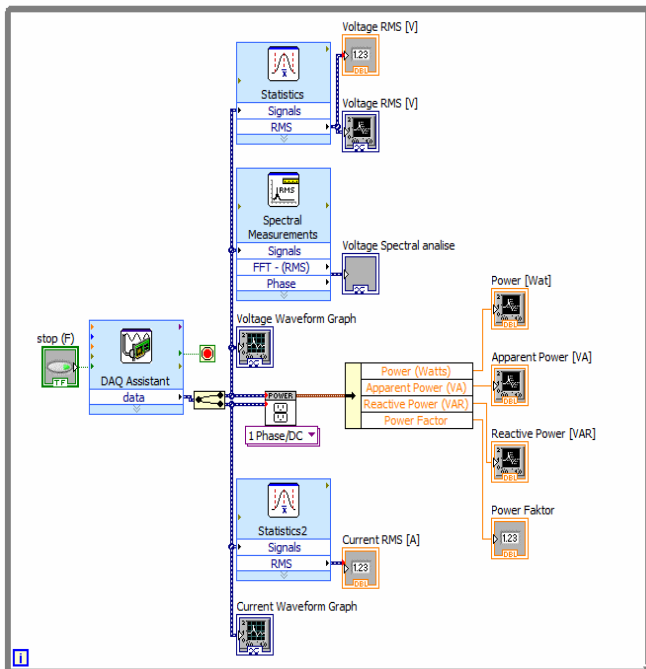 Voltage RMS [V]
1.23
DBL
Statistics
Signals
RMS
Voltage RMS [V]
RMS
Spectral
Measurements
Signals
FFT - (RMS)
Phase
Voltage Spectral analise
Voltage Waveform Graph
stop (F)
TF
DAQ Assistant
data
POWER
1 Phase/DC
Power (Watts)
Apparent Power (VA)
Reactive Power (VAR)
Power Factor
Power [Wat]
DBL
Apparent Power [VA]
DBL
Reactive Power [VAR]
DBL
Power Faktor
1.23
DBL
Statistics2
Signals
RMS
Current RMS [A]
1.23
DBL
Current Waveform Graph
i